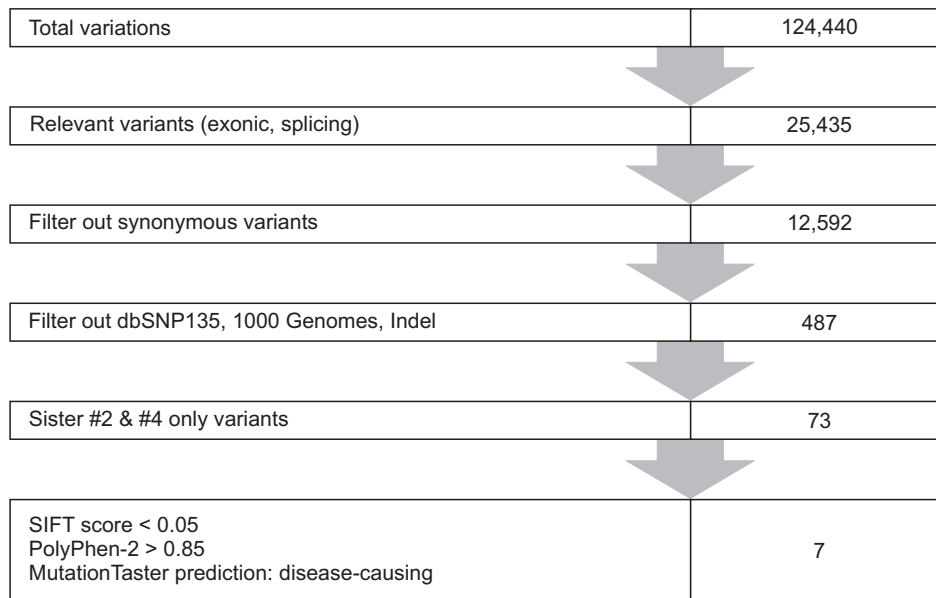 Total variations 124,440
Relevant variants (exonic, splicing) 25,435
Filter out synonymous variants 12,592
Filter out dbSNP135, 1000 Genomes, Indel 487
Sister #2 & #4 only variants 73
SIFT score < 0.05
PolyPhen-2 > 0.85 7
MutationTaster prediction: disease-causing